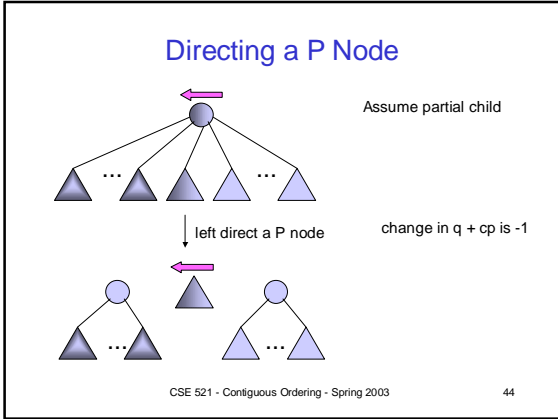 Directing a P Node
Assume partial child
... ...
left direct a P node
change in q + cp is -1
... ...
CSE 521 - Contiguous Ordering - Spring 2003 44